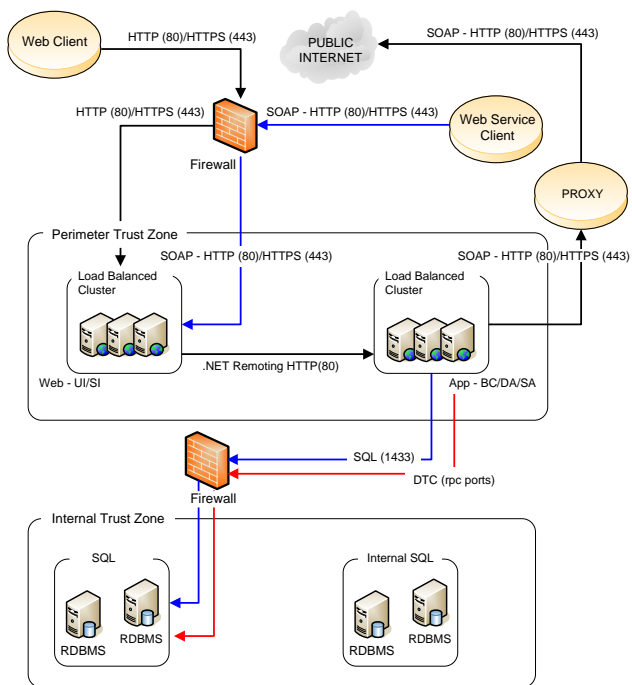 Web Client
HTTP (80)/HTTPS (443)
PUBLIC
INTERNET
SOAP - HTTP (80)/HTTPS (443)
HTTP (80)/HTTPS (443)
SOAP - HTTP (80)/HTTPS (443)
Web Service
Client
Firewall
PROXY
Perimeter Trust Zone
SOAP - HTTP (80)/HTTPS (443)
SOAP - HTTP (80)/HTTPS (443)
Load Balanced
Cluster
Load Balanced
Cluster
.NET Remoting HTTP(80)
Web - UI/SI
App - BC/DA/SA
SQL (1433)
DTC (rpc ports)
Firewall
Internal Trust Zone
SQL
Internal SQL
RDBMS
RDBMS
RDBMS
RDBMS